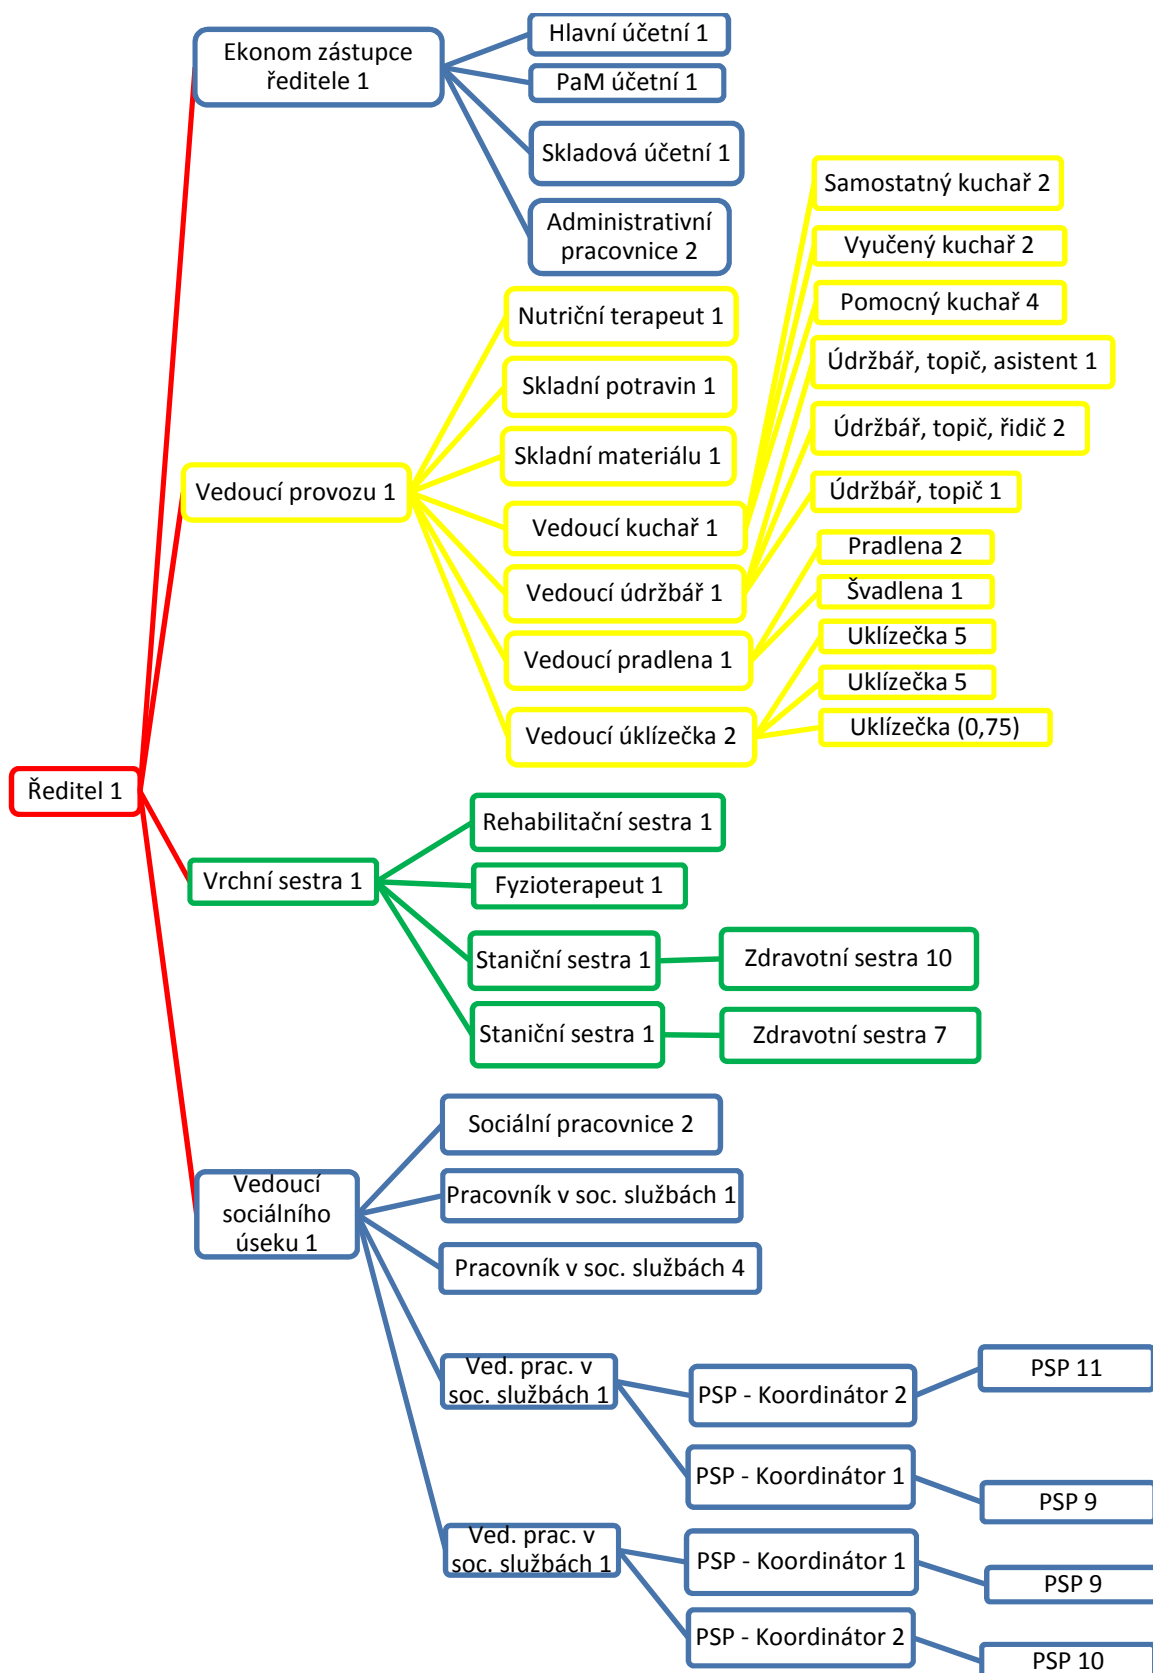 Ekonom zástupce
ředitele 1
Hlavní účetní 1
PaM účetní 1
Skladová účetní 1
Administrativní
pracovnice 2
Vedoucí provozu 1
Nutriční terapeut 1
Skladní potravin 1
Skladní materiálu 1
Vedoucí kuchař 1
Vedoucí údržbář 1
Vedoucí pradlena 1
Vedoucí úklízečka 2
Samostatný kuchař 2
Vyučený kuchař 2
Pomocný kuchař 4
Údržbář, topič, asistent 1
Údržbář, topič, řidič 2
Údržbář, topič 1
Pradlena 2
Švadlena 1
Uklízečka 5
Uklízečka 5
Uklízečka (0,75)
Ředitel 1
Vrchní sestra 1
Rehabilitační sestra 1
Fyzioterapeut 1
Staniční sestra 1
Zdravotní sestra 10
Staniční sestra 1
Zdravotní sestra 7
Vedoucí
sociálního
úseku 1
Sociální pracovnice 2
Pracovník v soc. službách 1
Pracovník v soc. službách 4
Ved. prac. v
soc. službách 1
PSP - Koordinátor 2
PSP 11
PSP - Koordinátor 1
PSP 9
Ved. prac. v
soc. službách 1
PSP - Koordinátor 1
PSP 9
PSP - Koordinátor 2
PSP 10